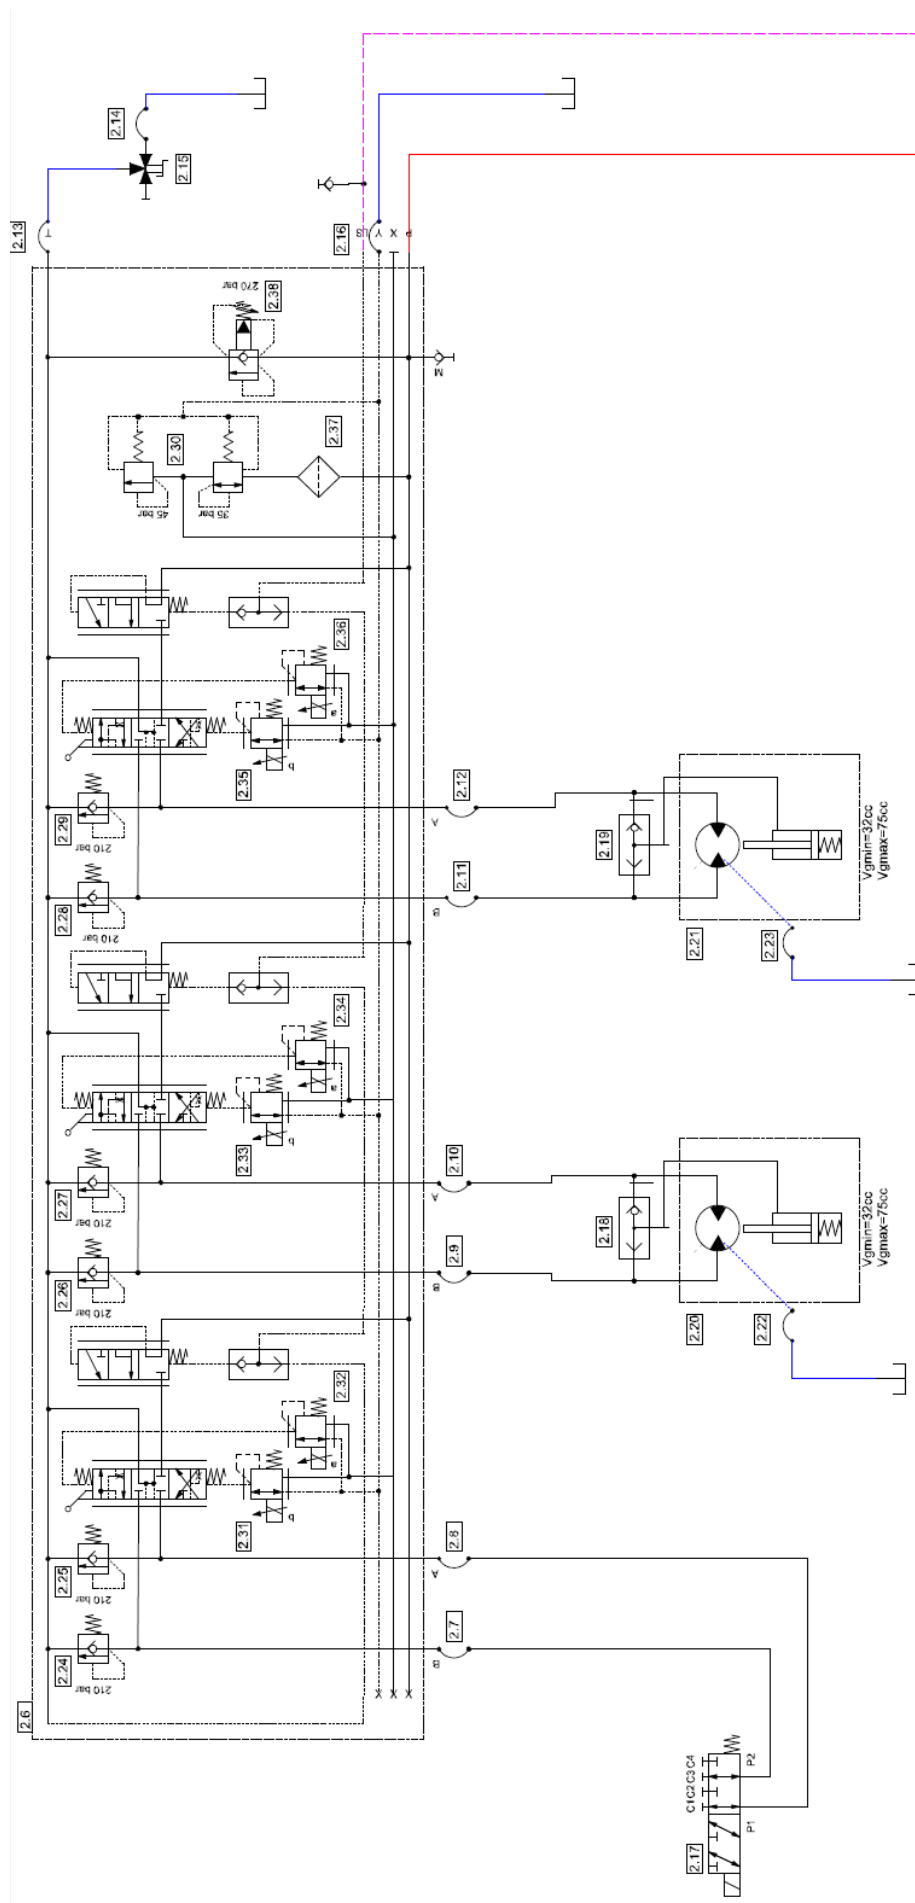 2.14
2.15
2.13
T
2.16
LS
Y
X
P
270 bar
2.38
M
2.37
2.30
45 bar
35 bar
2.36
a
2.35
b
2.29
210 bar
2.12
A
2.28
210 bar
2.11
B
2.19
Vgmin=32cc
Vgmax=75cc
2.21
2.23
2.34
a
2.33
b
2.27
210 bar
2.10
A
2.26
210 bar
2.9
B
2.18
Vgmin=32cc
Vgmax=75cc
2.20
2.22
2.32
a
2.31
b
2.25
210 bar
2.8
A
2.24
210 bar
2.7
B
2.6
C1 C2 C3 C4
P2
P1
2.17